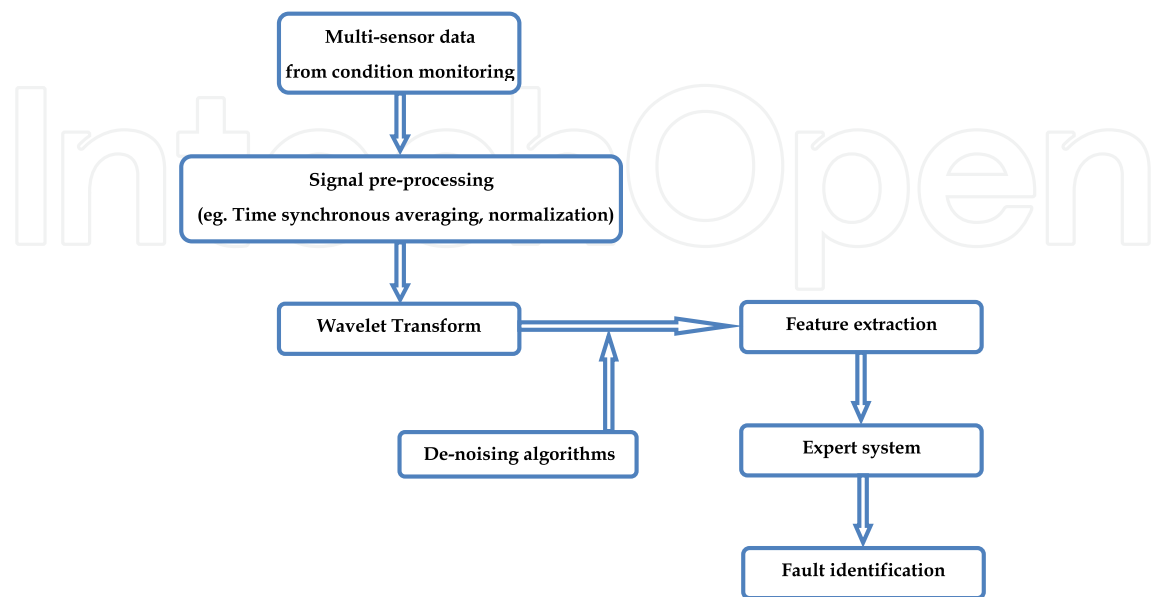 Multi-sensor data
from condition monitoring
IntechOpen
Signal pre-processing
(eg. Time synchronous averaging, normalization)
Wavelet Transform
Feature extraction
De-noising algorithms
Expert system
Fault identification